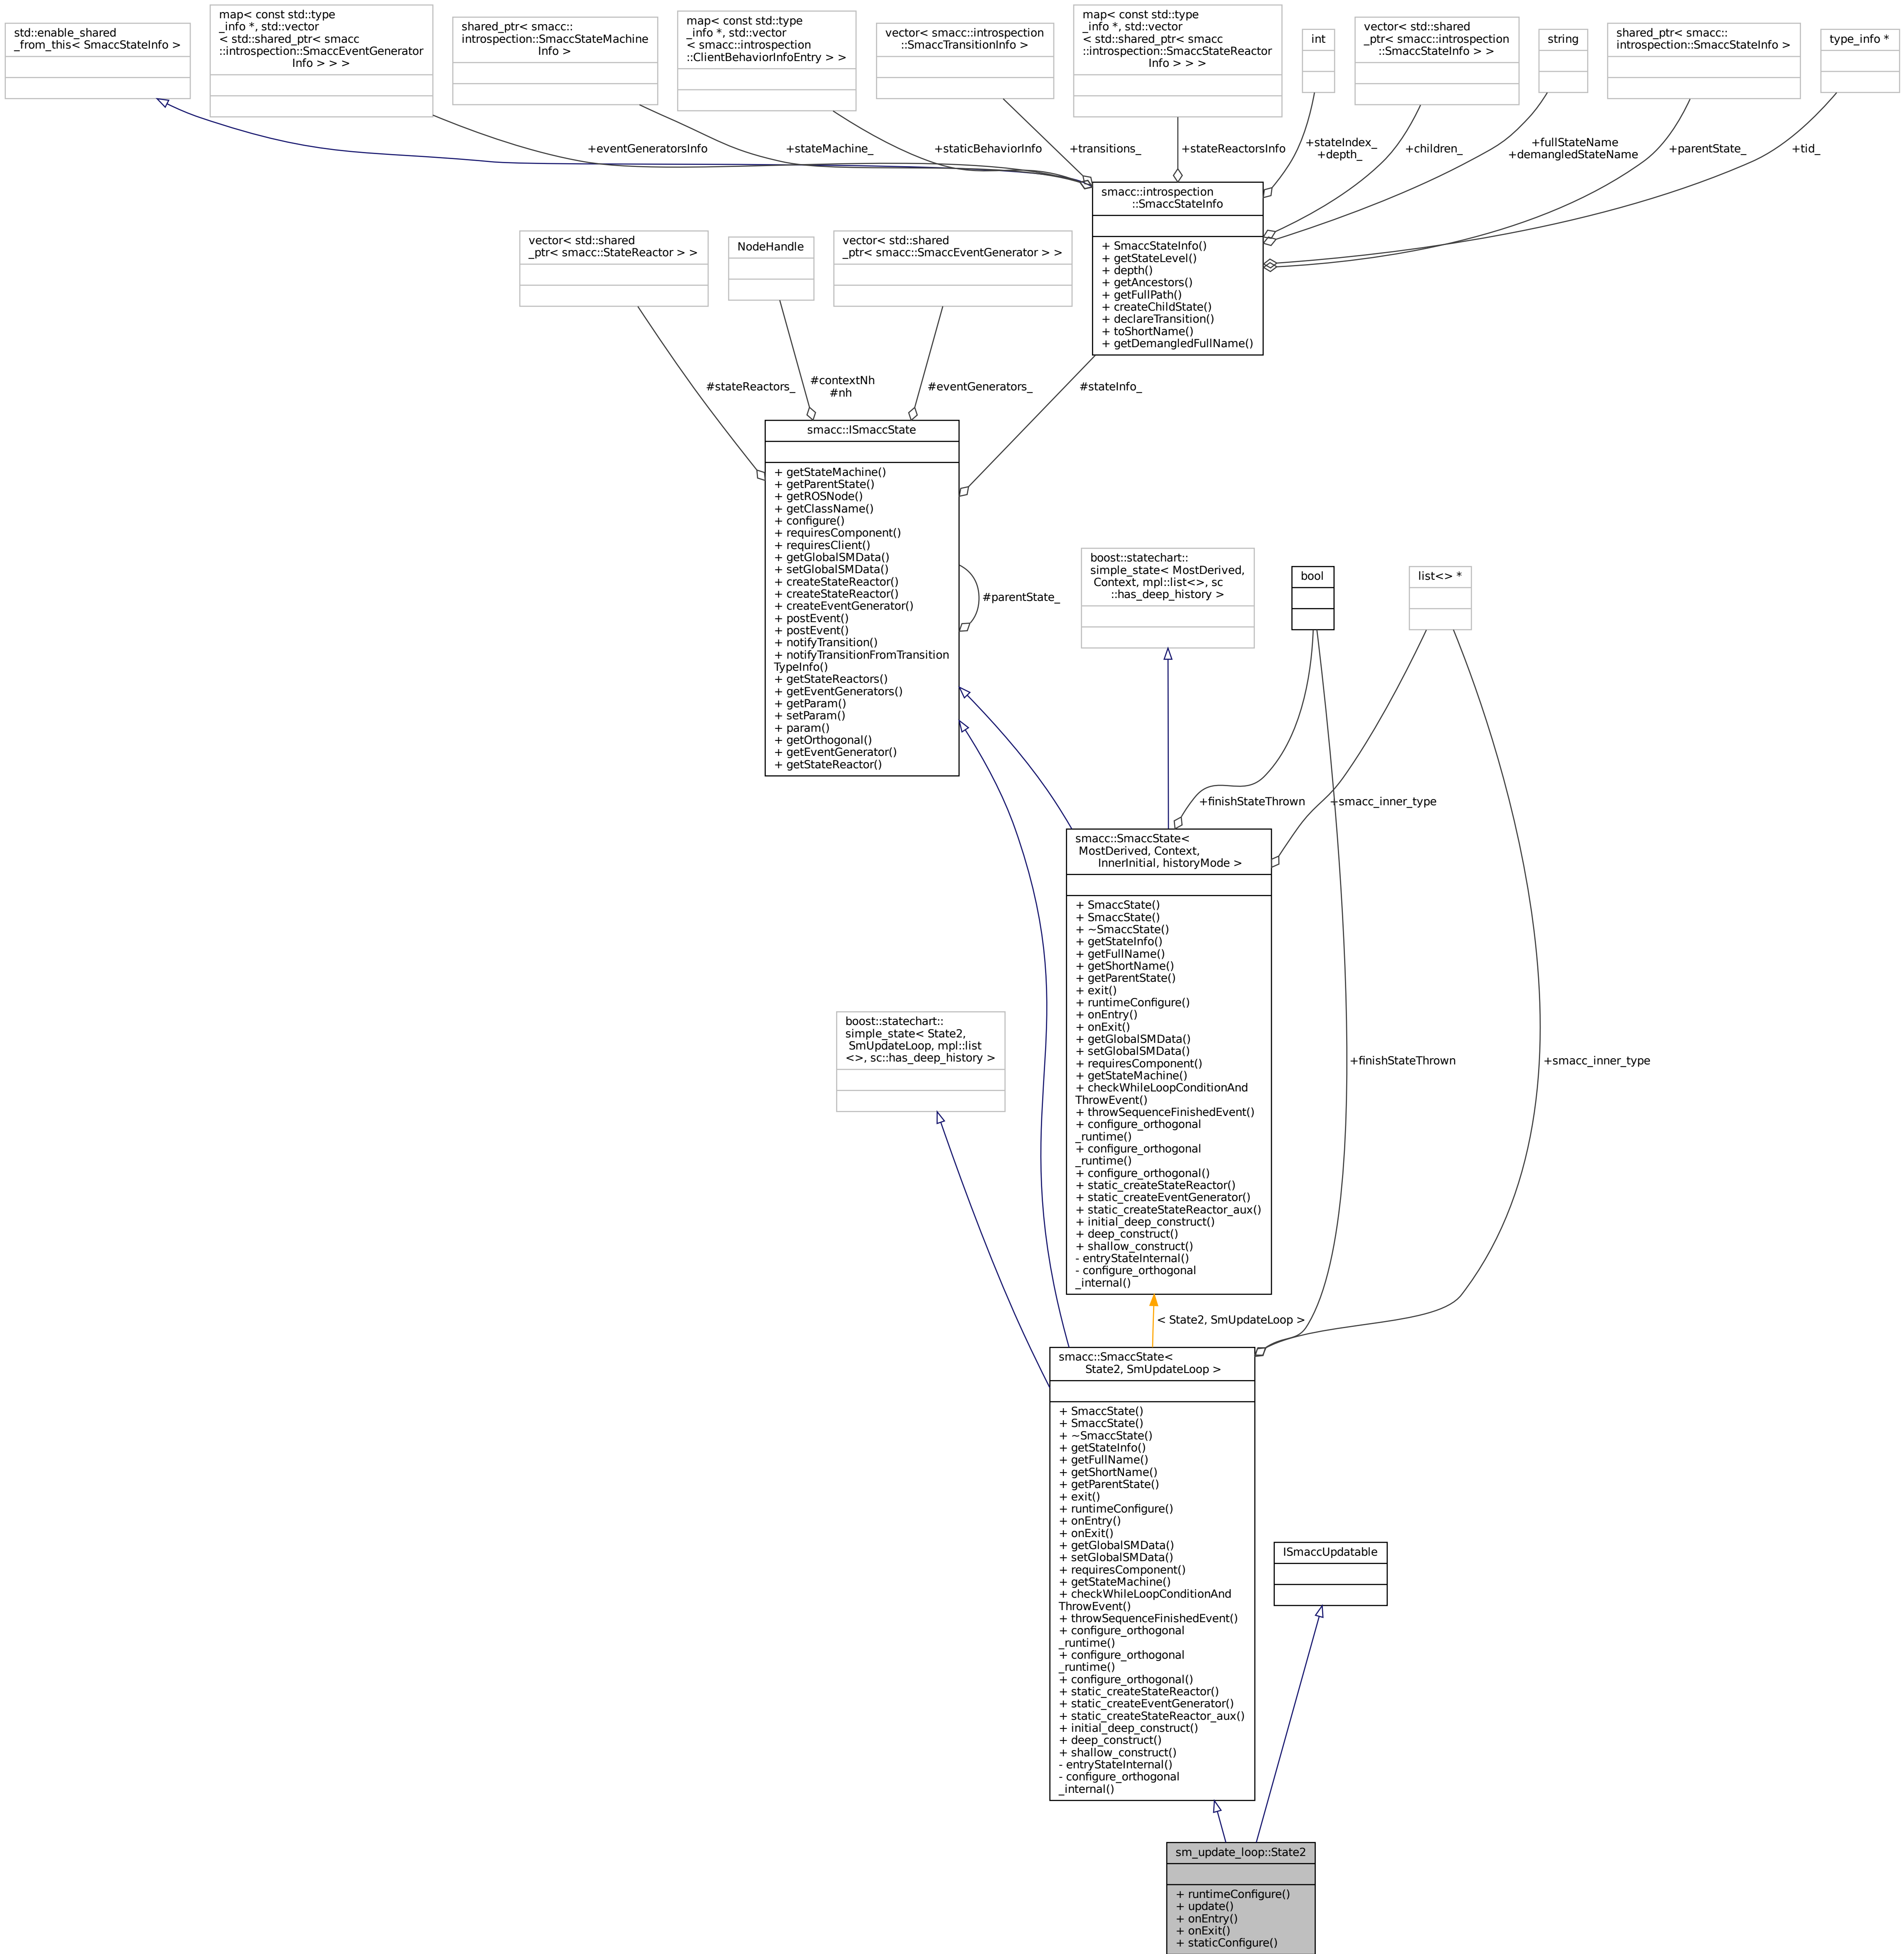 std::enable_shared
_from_this< SmaccStateInfo >
map< const std::type
_info *, std::vector
< std::shared_ptr< smacc
::introspection::SmaccEventGenerator
Info > > >
shared_ptr< smacc::
introspection::SmaccStateMachine
Info >
map< const std::type
_info *, std::vector
< smacc::introspection
::ClientBehaviorInfoEntry > >
vector< smacc::introspection
::SmaccTransitionInfo >
map< const std::type
_info *, std::vector
< std::shared_ptr< smacc
::introspection::SmaccStateReactor
Info > > >
int
vector< std::shared
_ptr< smacc::introspection
::SmaccStateInfo > >
string
shared_ptr< smacc::
introspection::SmaccStateInfo >
type_info *
+eventGeneratorsInfo
+stateMachine_
+staticBehaviorInfo
+transitions_
+stateReactorsInfo
+stateIndex_
+depth_
+children_
+fullStateName
+demangledStateName
+parentState_
+tid_
smacc::introspection
::SmaccStateInfo
+ SmaccStateInfo()
+ getStateLevel()
+ depth()
+ getAncestors()
+ getFullPath()
+ createChildState()
+ declareTransition()
+ toShortName()
+ getDemangledFullName()
vector< std::shared
_ptr< smacc::StateReactor > >
NodeHandle
vector< std::shared
_ptr< smacc::SmaccEventGenerator > >
#stateReactors_
#contextNh
#nh
#eventGenerators_
#stateInfo_
smacc::ISmaccState
+ getStateMachine()
+ getParentState()
+ getROSNode()
+ getClassName()
+ configure()
+ requiresComponent()
+ requiresClient()
+ getGlobalSMData()
+ setGlobalSMData()
+ createStateReactor()
+ createStateReactor()
+ createEventGenerator()
+ postEvent()
+ postEvent()
+ notifyTransition()
+ notifyTransitionFromTransition
TypeInfo()
+ getStateReactors()
+ getEventGenerators()
+ getParam()
+ setParam()
+ param()
+ getOrthogonal()
+ getEventGenerator()
+ getStateReactor()
#parentState_
boost::statechart::
simple_state< MostDerived,
Context, mpl::list<>, sc
::has_deep_history >
bool
list<> *
+finishStateThrown
+smacc_inner_type
smacc::SmaccState<
MostDerived, Context,
InnerInitial, historyMode >
+ SmaccState()
+ SmaccState()
+ ~SmaccState()
+ getStateInfo()
+ getFullName()
+ getShortName()
+ getParentState()
+ exit()
+ runtimeConfigure()
+ onEntry()
+ onExit()
+ getGlobalSMData()
+ setGlobalSMData()
+ requiresComponent()
+ getStateMachine()
+ checkWhileLoopConditionAnd
ThrowEvent()
+ throwSequenceFinishedEvent()
+ configure_orthogonal
_runtime()
+ configure_orthogonal
_runtime()
+ configure_orthogonal()
+ static_createStateReactor()
+ static_createEventGenerator()
+ static_createStateReactor_aux()
+ initial_deep_construct()
+ deep_construct()
+ shallow_construct()
- entryStateInternal()
- configure_orthogonal
_internal()
boost::statechart::
simple_state< State2,
SmUpdateLoop, mpl::list
<>, sc::has_deep_history >
+finishStateThrown
+smacc_inner_type
< State2, SmUpdateLoop >
smacc::SmaccState<
State2, SmUpdateLoop >
+ SmaccState()
+ SmaccState()
+ ~SmaccState()
+ getStateInfo()
+ getFullName()
+ getShortName()
+ getParentState()
+ exit()
+ runtimeConfigure()
+ onEntry()
+ onExit()
+ getGlobalSMData()
+ setGlobalSMData()
+ requiresComponent()
+ getStateMachine()
+ checkWhileLoopConditionAnd
ThrowEvent()
+ throwSequenceFinishedEvent()
+ configure_orthogonal
_runtime()
+ configure_orthogonal
_runtime()
+ configure_orthogonal()
+ static_createStateReactor()
+ static_createEventGenerator()
+ static_createStateReactor_aux()
+ initial_deep_construct()
+ deep_construct()
+ shallow_construct()
- entryStateInternal()
- configure_orthogonal
_internal()
ISmaccUpdatable
sm_update_loop::State2
+ runtimeConfigure()
+ update()
+ onEntry()
+ onExit()
+ staticConfigure()